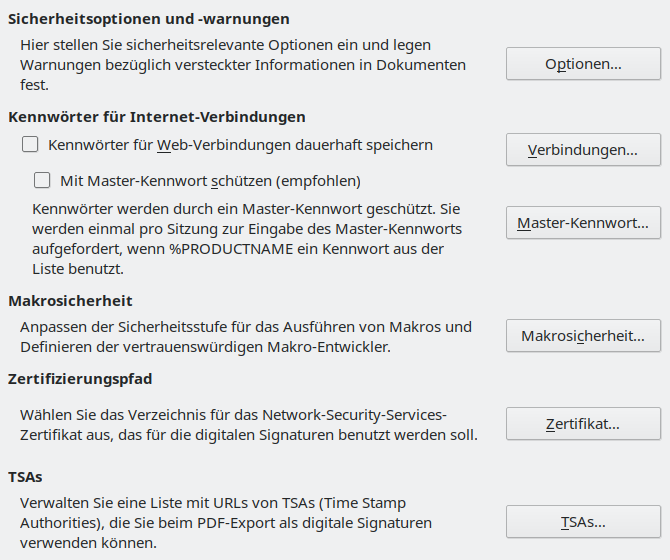 Sicherheitsoptionen und -warnungen
Hier stellen Sie sicherheitsrelevante Optionen ein und legen
Warnungen bezüglich versteckter Informationen in Dokumenten
fest.
Optionen...
Kennwörter für Internet-Verbindungen
Kennwörter für Web-Verbindungen dauerhaft speichern
Verbindungen...
Mit Master-Kennwort schützen (empfohlen)
Kennwörter werden durch ein Master-Kennwort geschützt. Sie
werden einmal pro Sitzung zur Eingabe des Master-Kennworts
aufgefordert, wenn %PRODUCTNAME ein Kennwort aus der
Liste benutzt.
Master-Kennwort...
Makrosicherheit
Anpassen der Sicherheitsstufe für das Ausführen von Makros und
Definieren der vertrauenswürdigen Makro-Entwickler.
Makrosicherheit...
Zertifizierungspfad
Wählen Sie das Verzeichnis für das Network-Security-Services-
Zertifikat aus, das für die digitalen Signaturen benutzt werden soll.
Zertifikat...
TSAs
Verwalten Sie eine Liste mit URLs von TSAs (Time Stamp
Authorities), die Sie beim PDF-Export als digitale Signaturen
verwenden können.
TSAs...